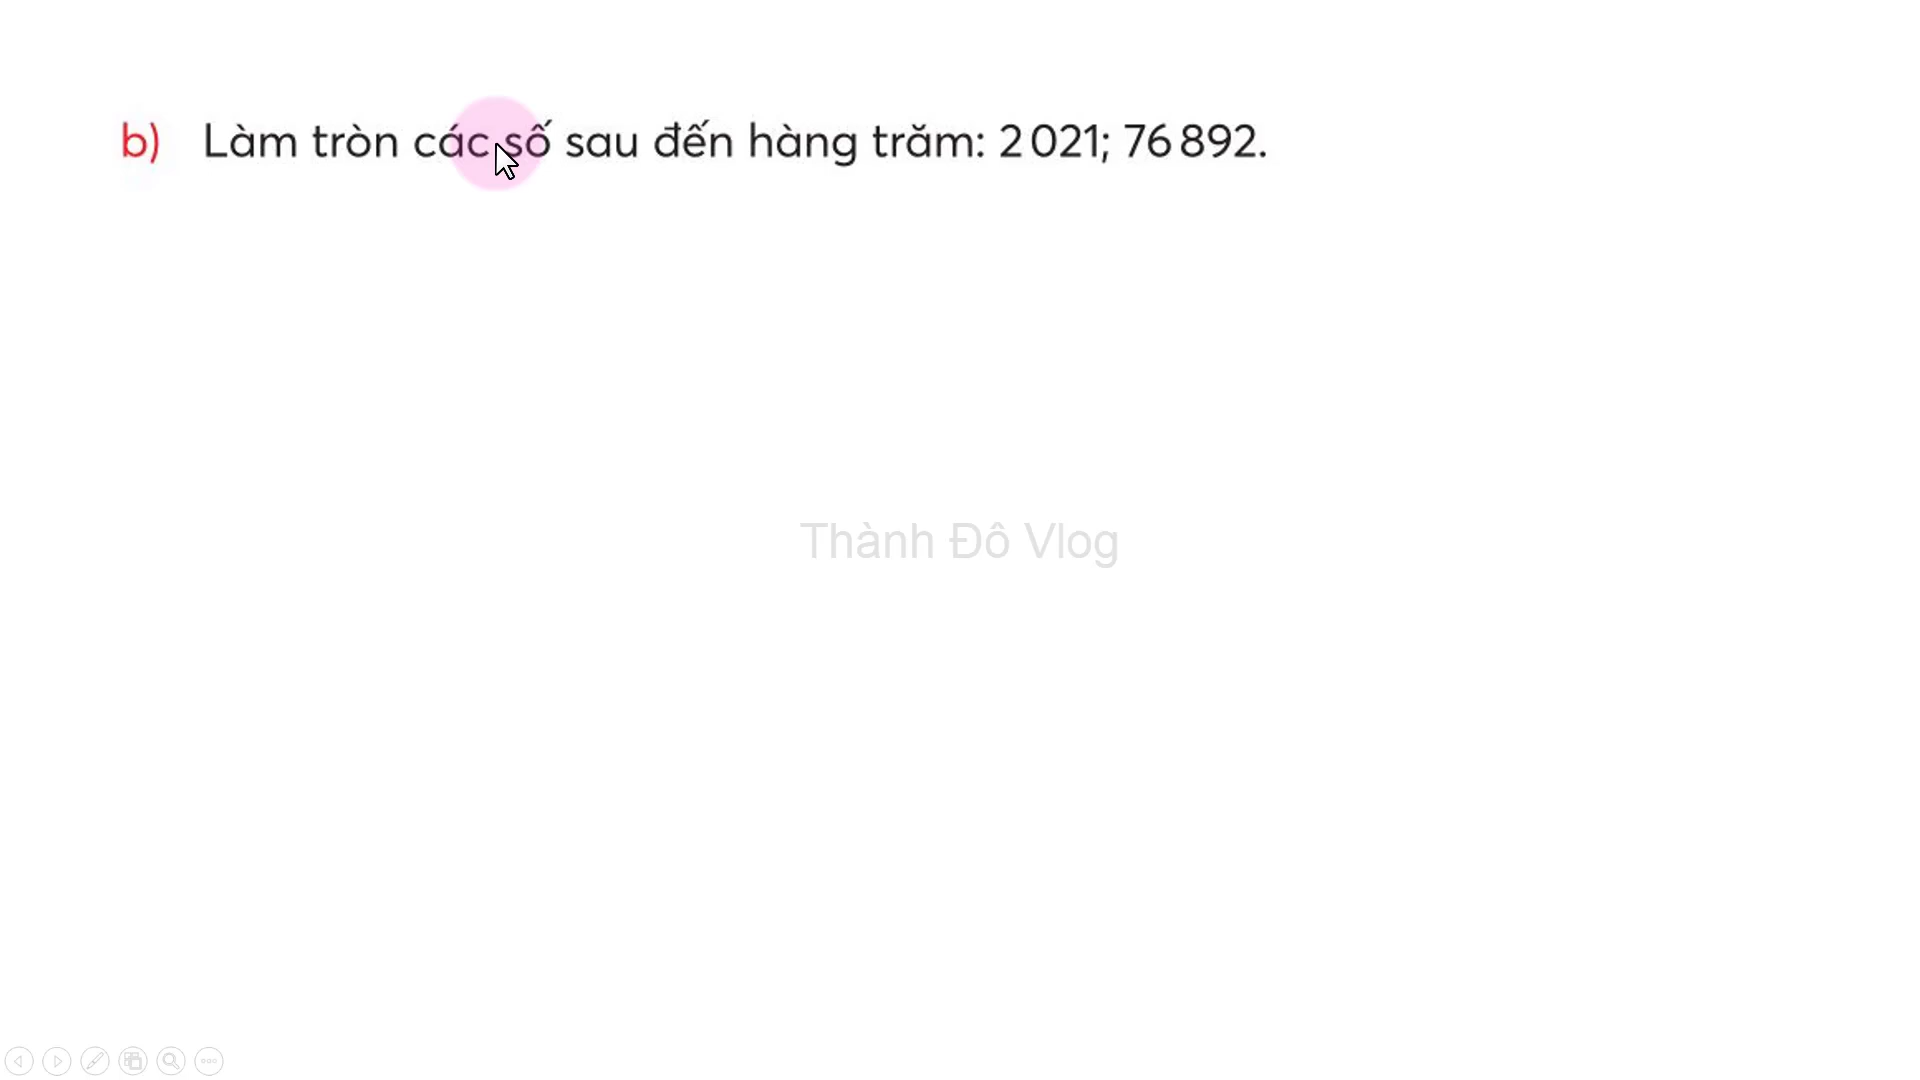 b) Làm tròn các số sau đến hàng trăm: 2 021; 76 892.
Thành Đô Vlog